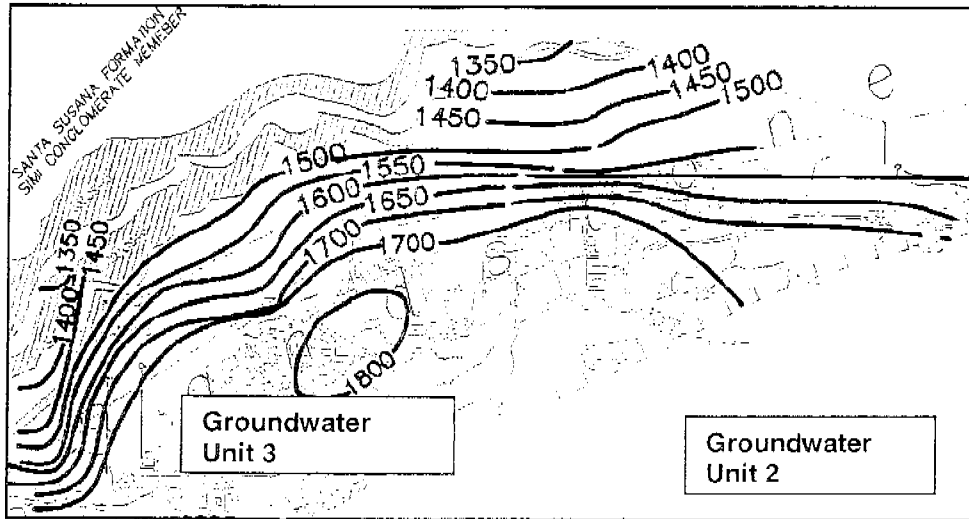 SANTA SUSANA FORMATION
SIMI CONGLOMERATE MEMEBER
1350
1400
1400
1450
1450
1500
1500
1550
1600
1650
1700
1700
1350
1450
1400
1800
Groundwater
Unit 3
Groundwater
Unit 2